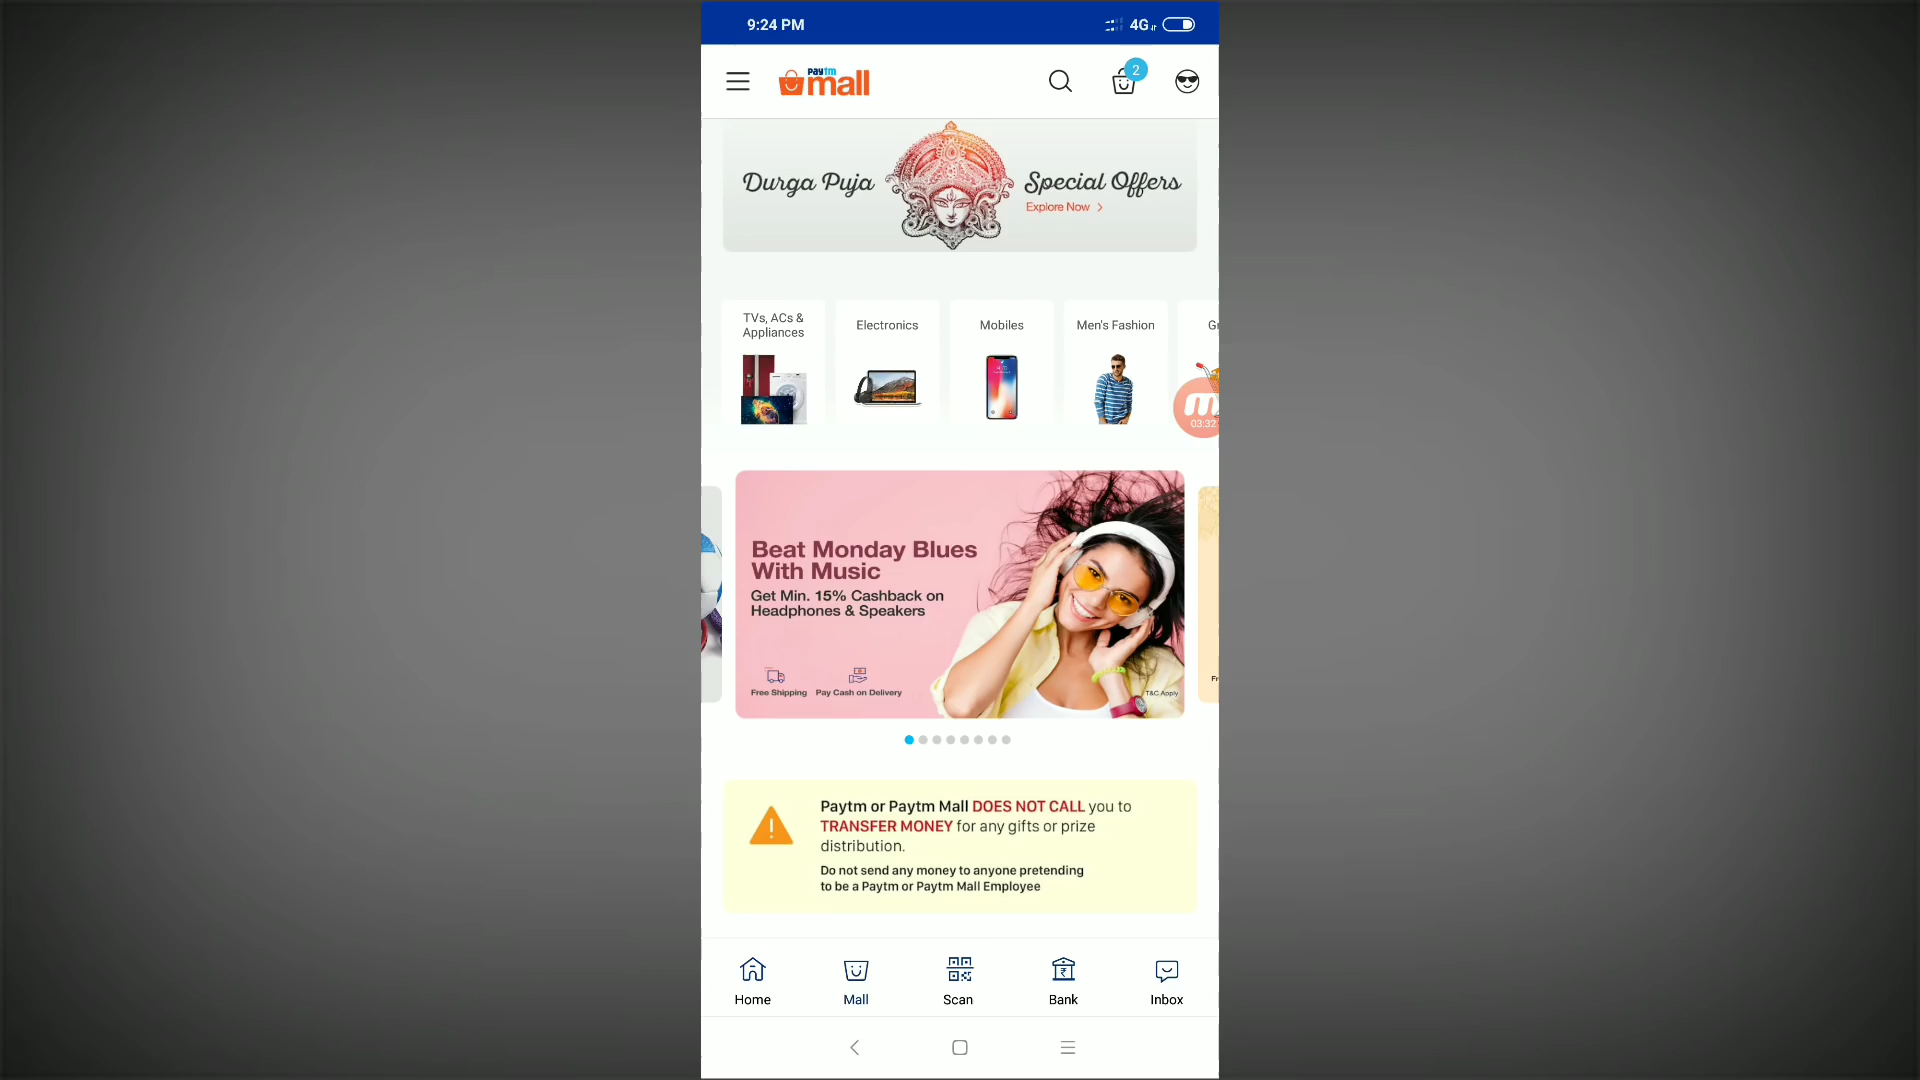 9:24 PM
4G
paytm
mall
2
Durga Puja
Special Offers
Explore Now
TVs, ACs &
Appliances
Electronics
Mobiles
Men's Fashion
03:32
Beat Monday Blues
With Music
Get Min. 15% Cashback on
Headphones & Speakers
Free Shipping
Pay Cash on Delivery
T&C Apply
Paytm or Paytm Mall DOES NOT CALL you to
TRANSFER MONEY for any gifts or prize
distribution.
Do not send any money to anyone pretending
to be a Paytm or Paytm Mall Employee
Home
Mall
Scan
Bank
Inbox